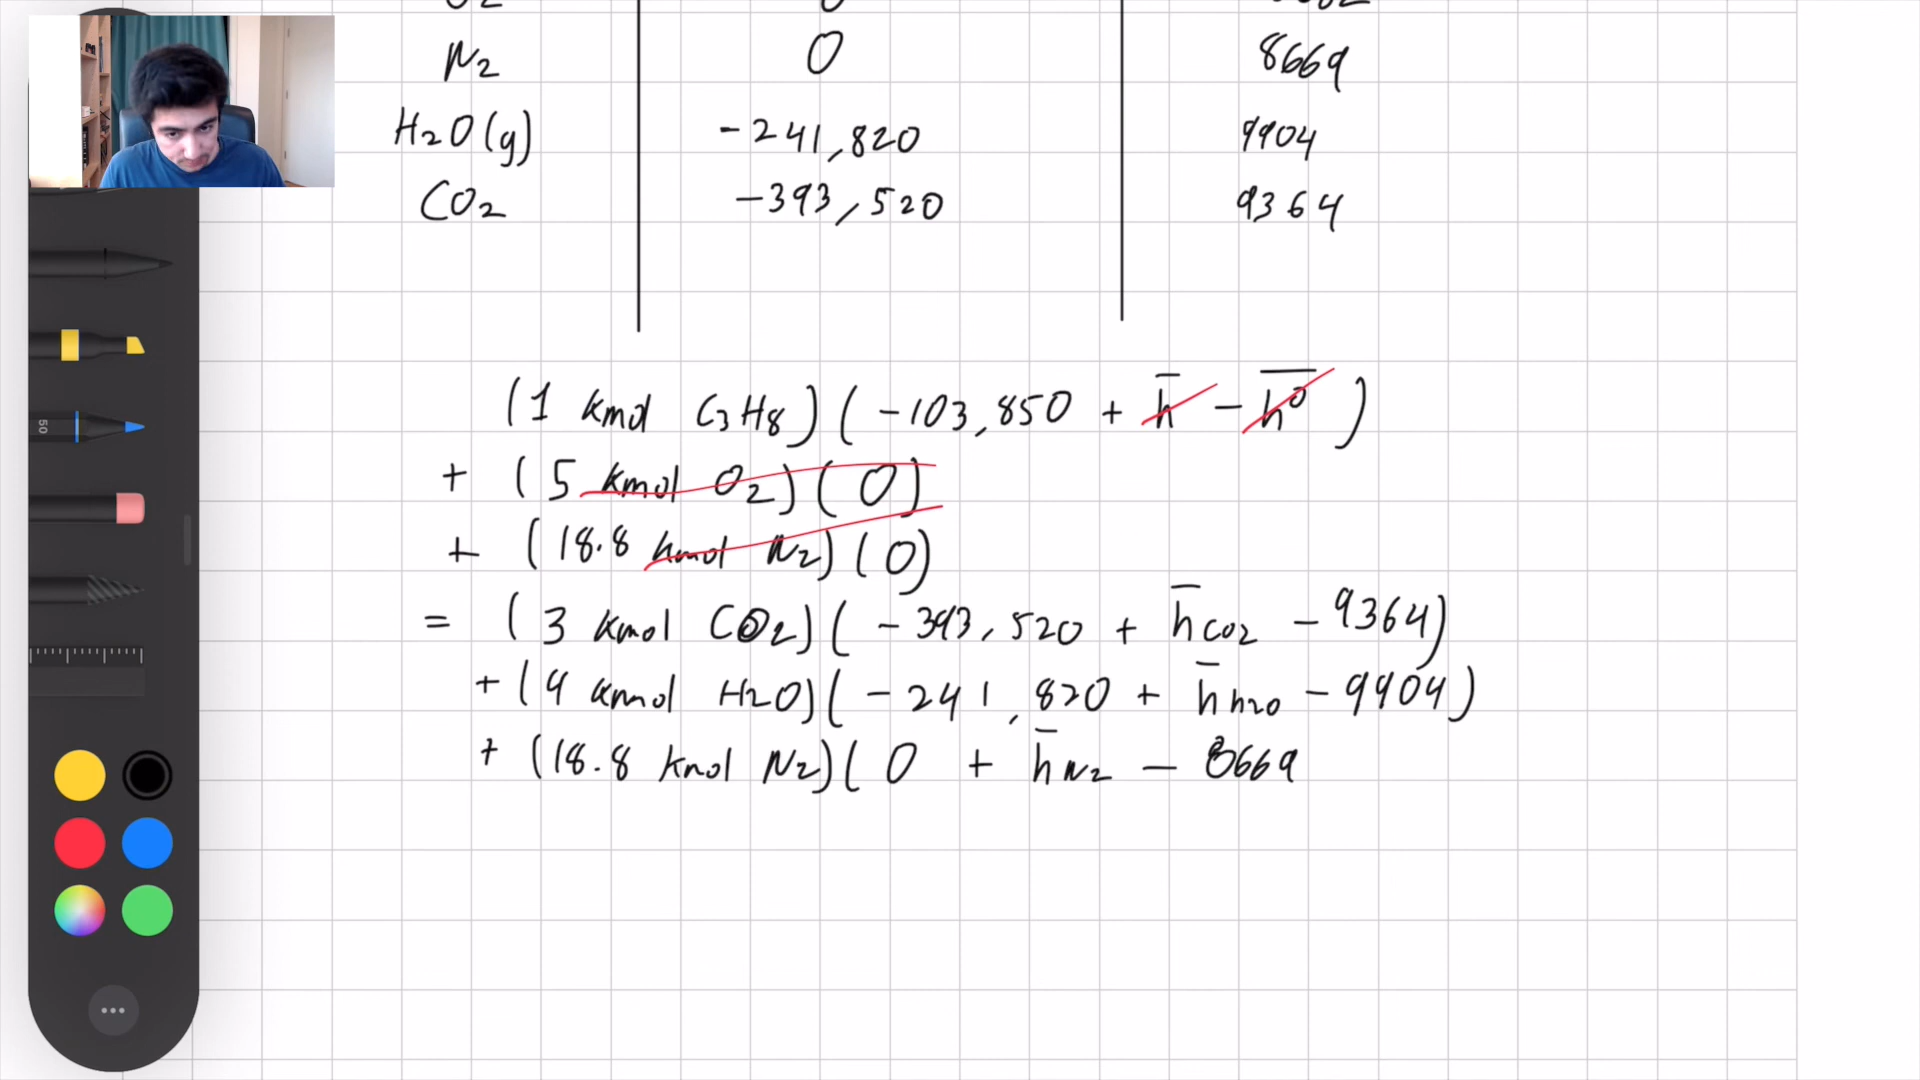 N2 0 8669
H2O(g) -241,820 9904
CO2 -393,520 9364
(1 kmol C3H8)(-103,850 + h̅ - h̅⁰)
+ (5 kmol O2)(0)
+ (18.8 kmol N2)(0)
= (3 kmol CO2)(-393,520 + h̅CO2 - 9364)
+(4 kmol H2O)(-241,820 + h̅h2O - 9904)
+ (18.8 kmol N2)(0 + h̅N2 - 8669
50